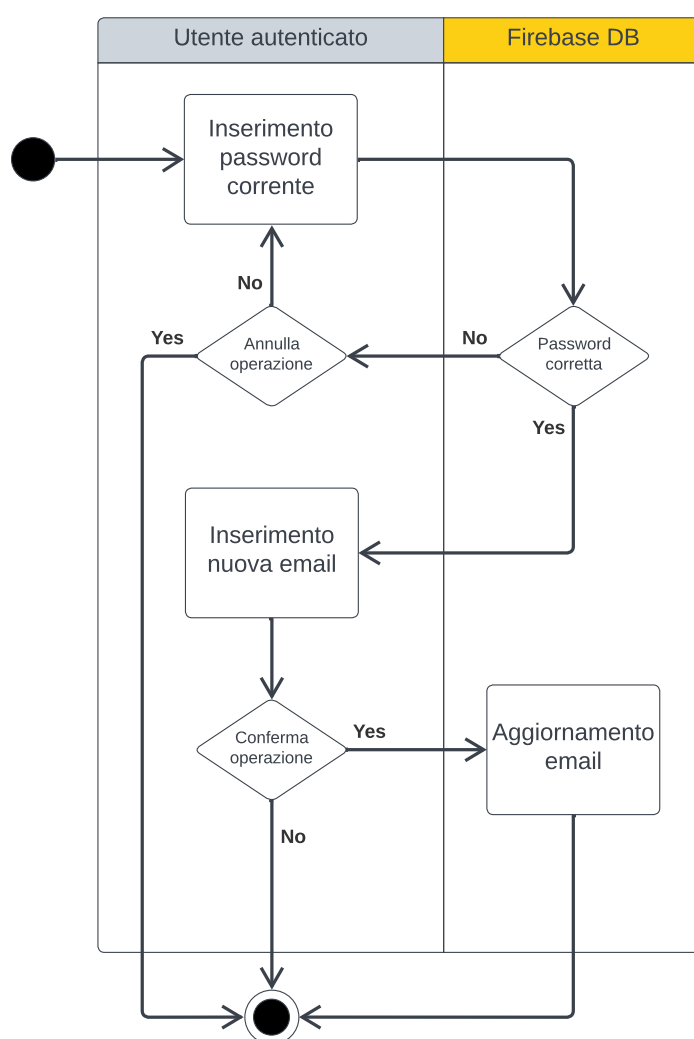 Utente autenticato
Firebase DB
Inserimento
password
corrente
No
Yes
Annulla
operazione
No
Password
corretta
Yes
Inserimento
nuova email
Conferma
operazione
Yes
Aggiornamento
email
No